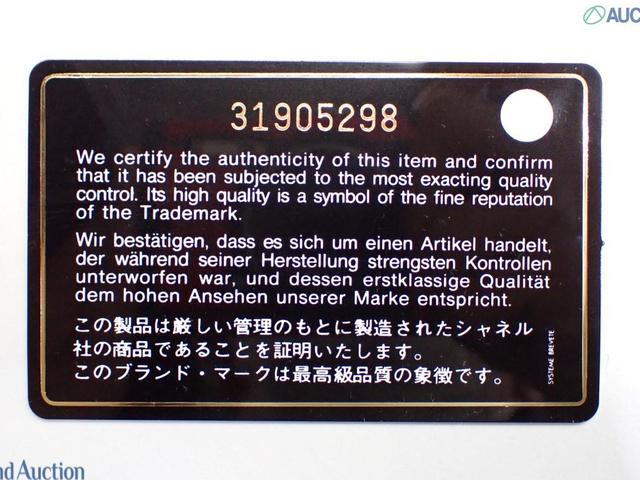 AUC
31905298
We certify the authenticity of this item and confirm
that it has been subjected to the most exacting quality
control. Its high quality is a symbol of the fine reputation
of the Trademark.
Wir bestätigen, dass es sich um einen Artikel handelt,
der während seiner Herstellung strengsten Kontrollen
unterworfen war, und dessen erstklassige Qualität
dem hohen Ansehen unserer Marke entspricht.
この製品は厳しい管理のもとに製造されたシャネル
社の商品であることを証明いたします。
このブランド・マークは最高級品質の象徴です。
SYSTEME BREVETE
nd Auction